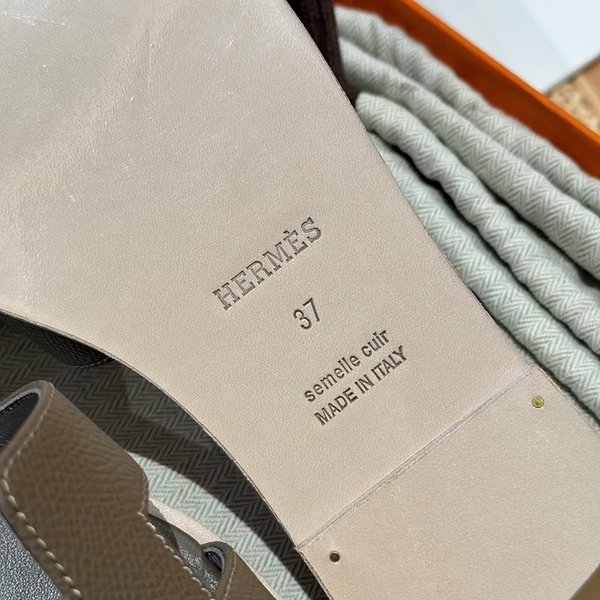 HERMÈS
37
semelle cuir
MADE IN ITALY